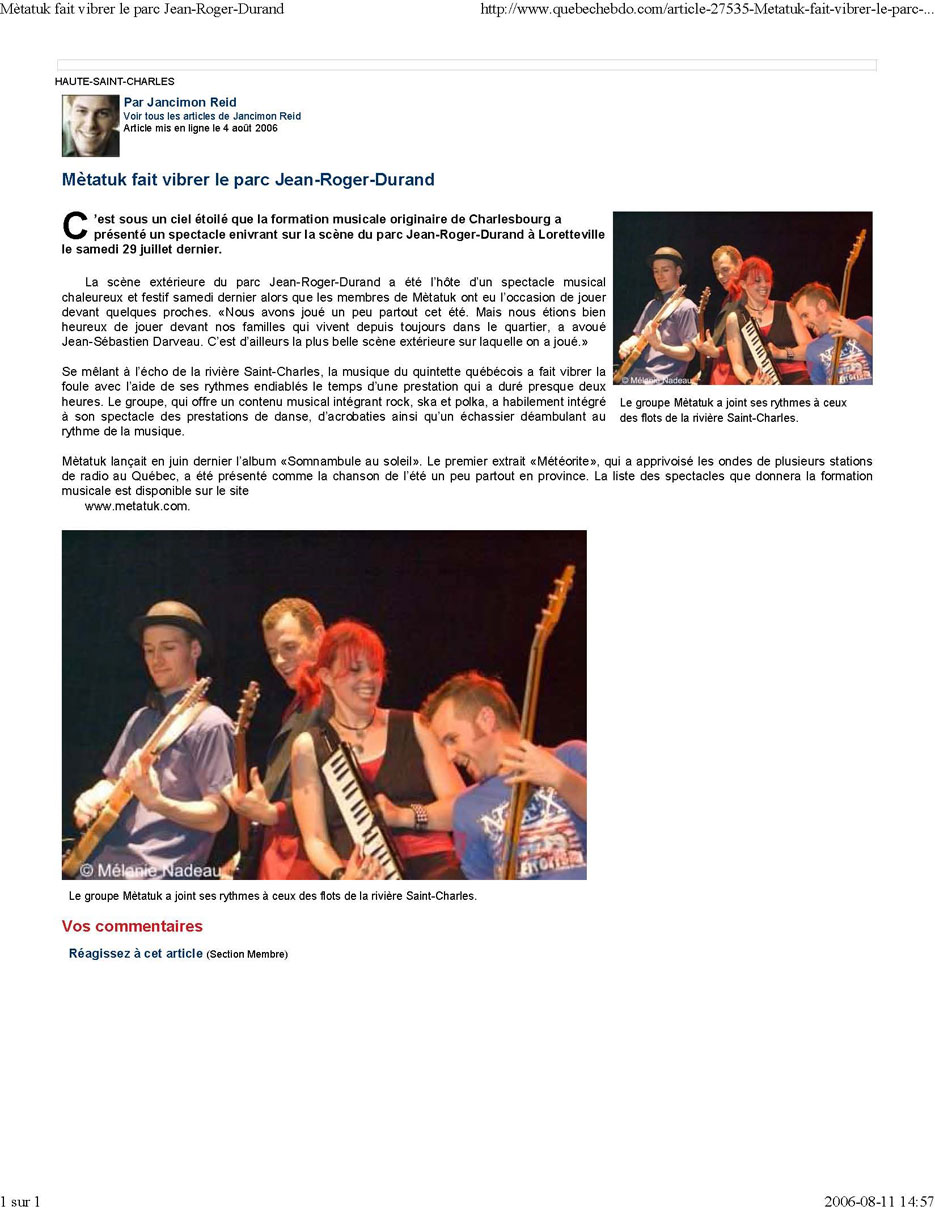 Mètatuk fait vibrer le parc Jean-Roger-Durand
http://www.quebechebdo.com/article-27535-Metatuk-fait-vibrer-le-parc-...
HAUTE-SAINT-CHARLES
Par Jancimon Reid
Voir tous les articles de Jancimon Reid
Article mis en ligne le 4 août 2006
Mètatuk fait vibrer le parc Jean-Roger-Durand
C'est sous un ciel étoilé que la formation musicale originaire de Charlesbourg a
présenté un spectacle enivrant sur la scène du parc Jean-Roger-Durand à Loretteville
le samedi 29 juillet dernier.
La scène extérieure du parc Jean-Roger-Durand a été l'hôte d'un spectacle musical
chaleureux et festif samedi dernier alors que les membres de Mètatuk ont eu l'occasion de jouer
devant quelques proches. «Nous avons joué un peu partout cet été. Mais nous étions bien
heureux de jouer devant nos familles qui vivent depuis toujours dans le quartier, a avoué
Jean-Sébastien Darveau. C'est d'ailleurs la plus belle scène extérieure sur laquelle on a joué.»
Se mêlant à l'écho de la rivière Saint-Charles, la musique du quintette québécois a fait vibrer la
foule avec l'aide de ses rythmes endiablés le temps d'une prestation qui a duré presque deux
heures. Le groupe, qui offre un contenu musical intégrant rock, ska et polka, a habilement intégré
à son spectacle des prestations de danse, d'acrobaties ainsi qu'un échassier déambulant au
rythme de la musique.
© Mélanie Nadeau
Le groupe Mètatuk a joint ses rythmes à ceux
des flots de la rivière Saint-Charles.
Mètatuk lançait en juin dernier l'album «Somnambule au soleil». Le premier extrait «Météorite», qui a apprivoisé les ondes de plusieurs stations
de radio au Québec, a été présenté comme la chanson de l'été un peu partout en province. La liste des spectacles que donnera la formation
musicale est disponible sur le site
www.metatuk.com.
© Mélanie Nadeau
Le groupe Mètatuk a joint ses rythmes à ceux des flots de la rivière Saint-Charles.
Vos commentaires
Réagissez à cet article (Section Membre)
1 sur 1
2006-08-11 14:57